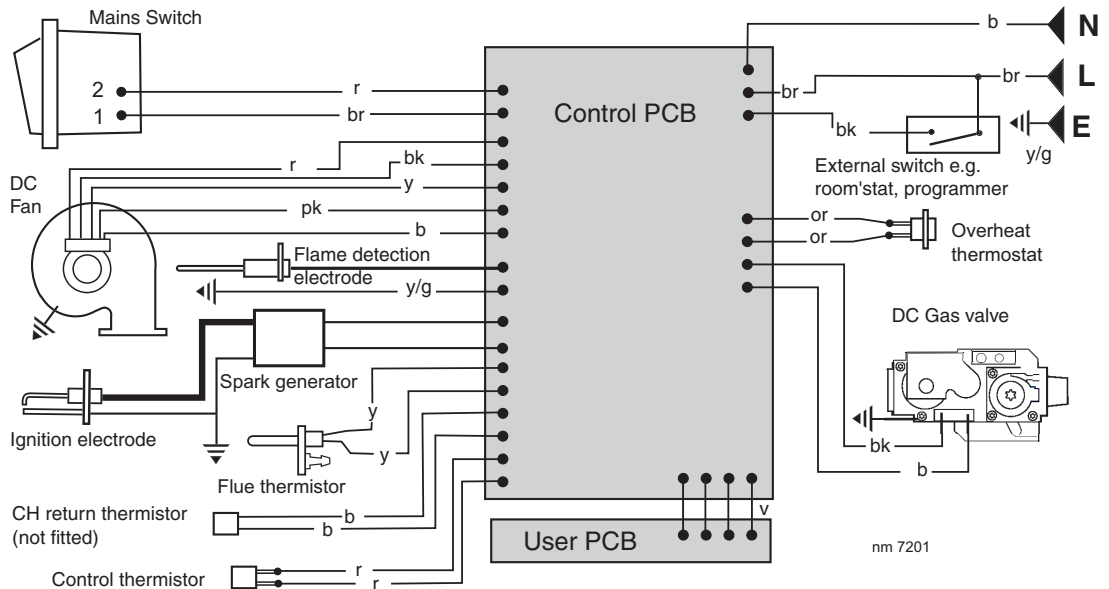 Mains Switch
b
N
2
r
br
br
L
1
br
Control PCB
bk
E
y/g
External switch e.g.
room'stat, programmer
DC
Fan
r
bk
y
pk
b
or
or
Overheat
thermostat
Flame detection
electrode
y/g
DC Gas valve
Spark generator
Ignition electrode
y
y
Flue thermistor
bk
b
CH return thermistor
(not fitted)
b
b
v
User PCB
nm 7201
Control thermistor
r
r